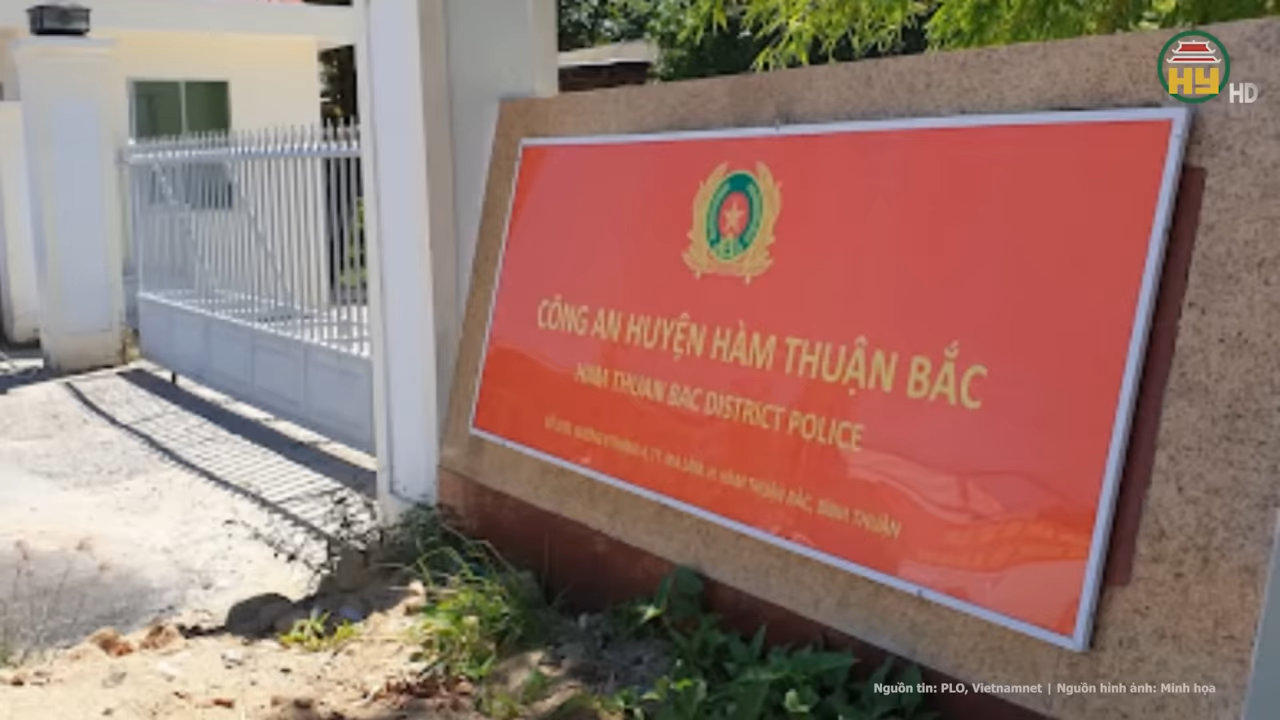 HY HD
CÔNG AN HUYỆN HÀM THUẬN BẮC
HAM THUAN BAC DISTRICT POLICE
HÀM THUẬN BẮC, BÌNH THUẬN
Nguồn tin: PLO, Vietnamnet | Nguồn hình ảnh: Minh họa